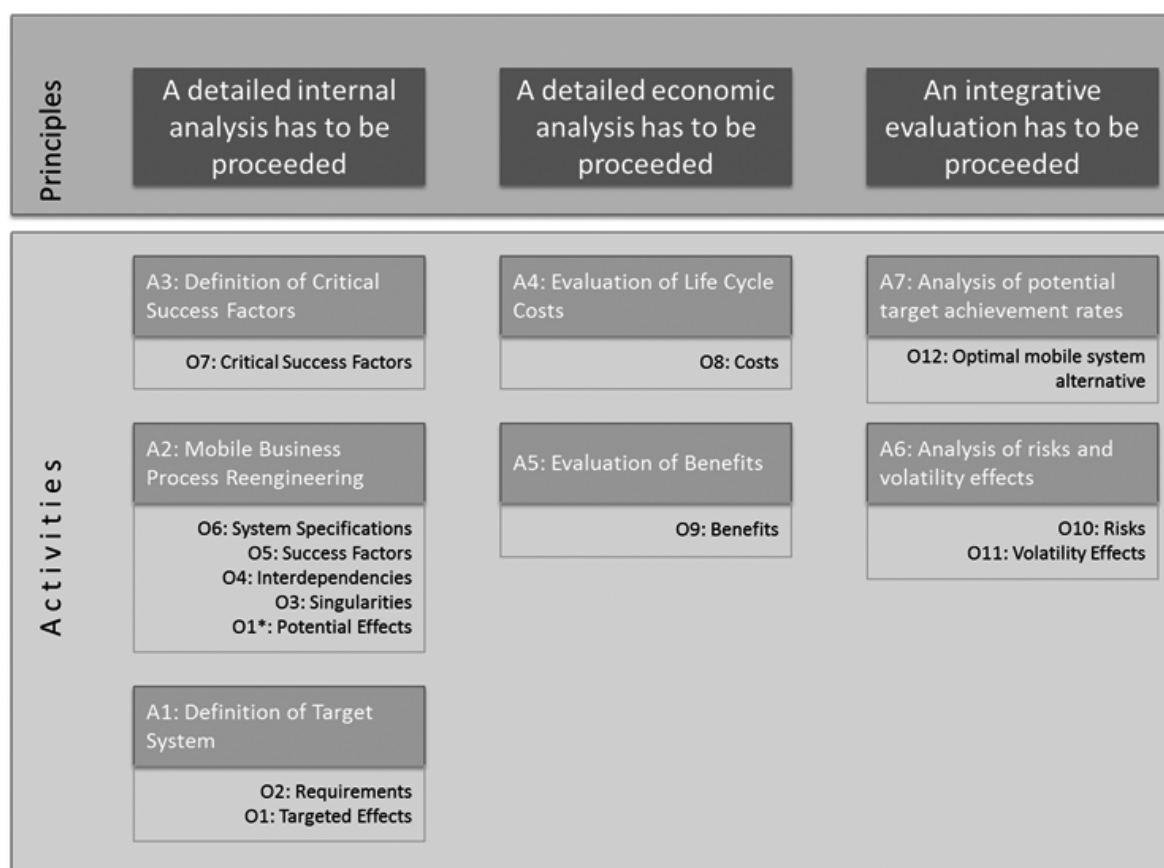 Principles
A detailed internal
analysis has to be
proceeded
A detailed economic
analysis has to be
proceeded
An integrative
evaluation has to be
proceeded
Activities
A3: Definition of Critical
Success Factors
O7: Critical Success Factors
A2: Mobile Business
Process Reengineering
O6: System Specifications
O5: Success Factors
O4: Interdependencies
O3: Singularities
O1*: Potential Effects
A1: Definition of Target
System
O2: Requirements
O1: Targeted Effects
A4: Evaluation of Life Cycle
Costs
O8: Costs
A5: Evaluation of Benefits
O9: Benefits
A7: Analysis of potential
target achievement rates
O12: Optimal mobile system
alternative
A6: Analysis of risks and
volatility effects
O10: Risks
O11: Volatility Effects